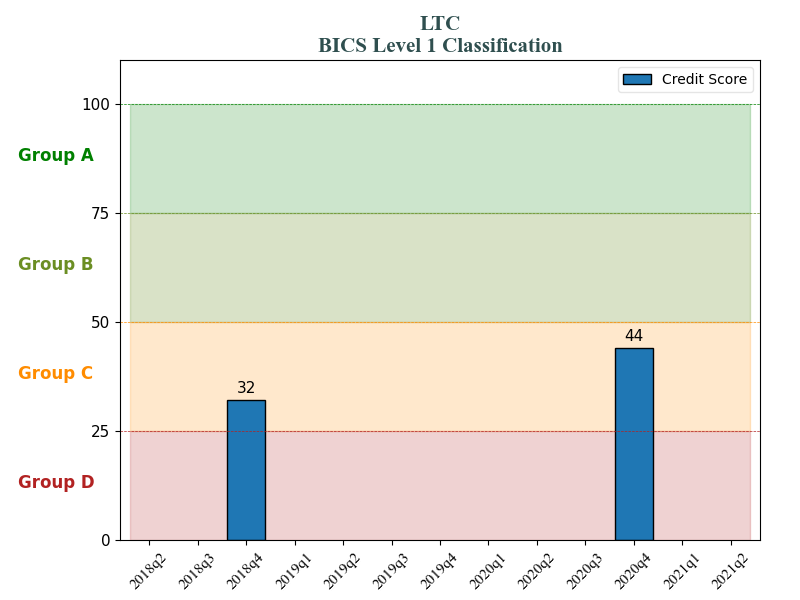 LTC
BICS Level 1 Classification
Credit Score
100
Group A
75
Group B
50
44
Group C
32
25
Group D
0
2018q2
2018q3
2018q4
2019q1
2019q2
2019q3
2019q4
2020q1
2020q2
2020q3
2020q4
2021q1
2021q2